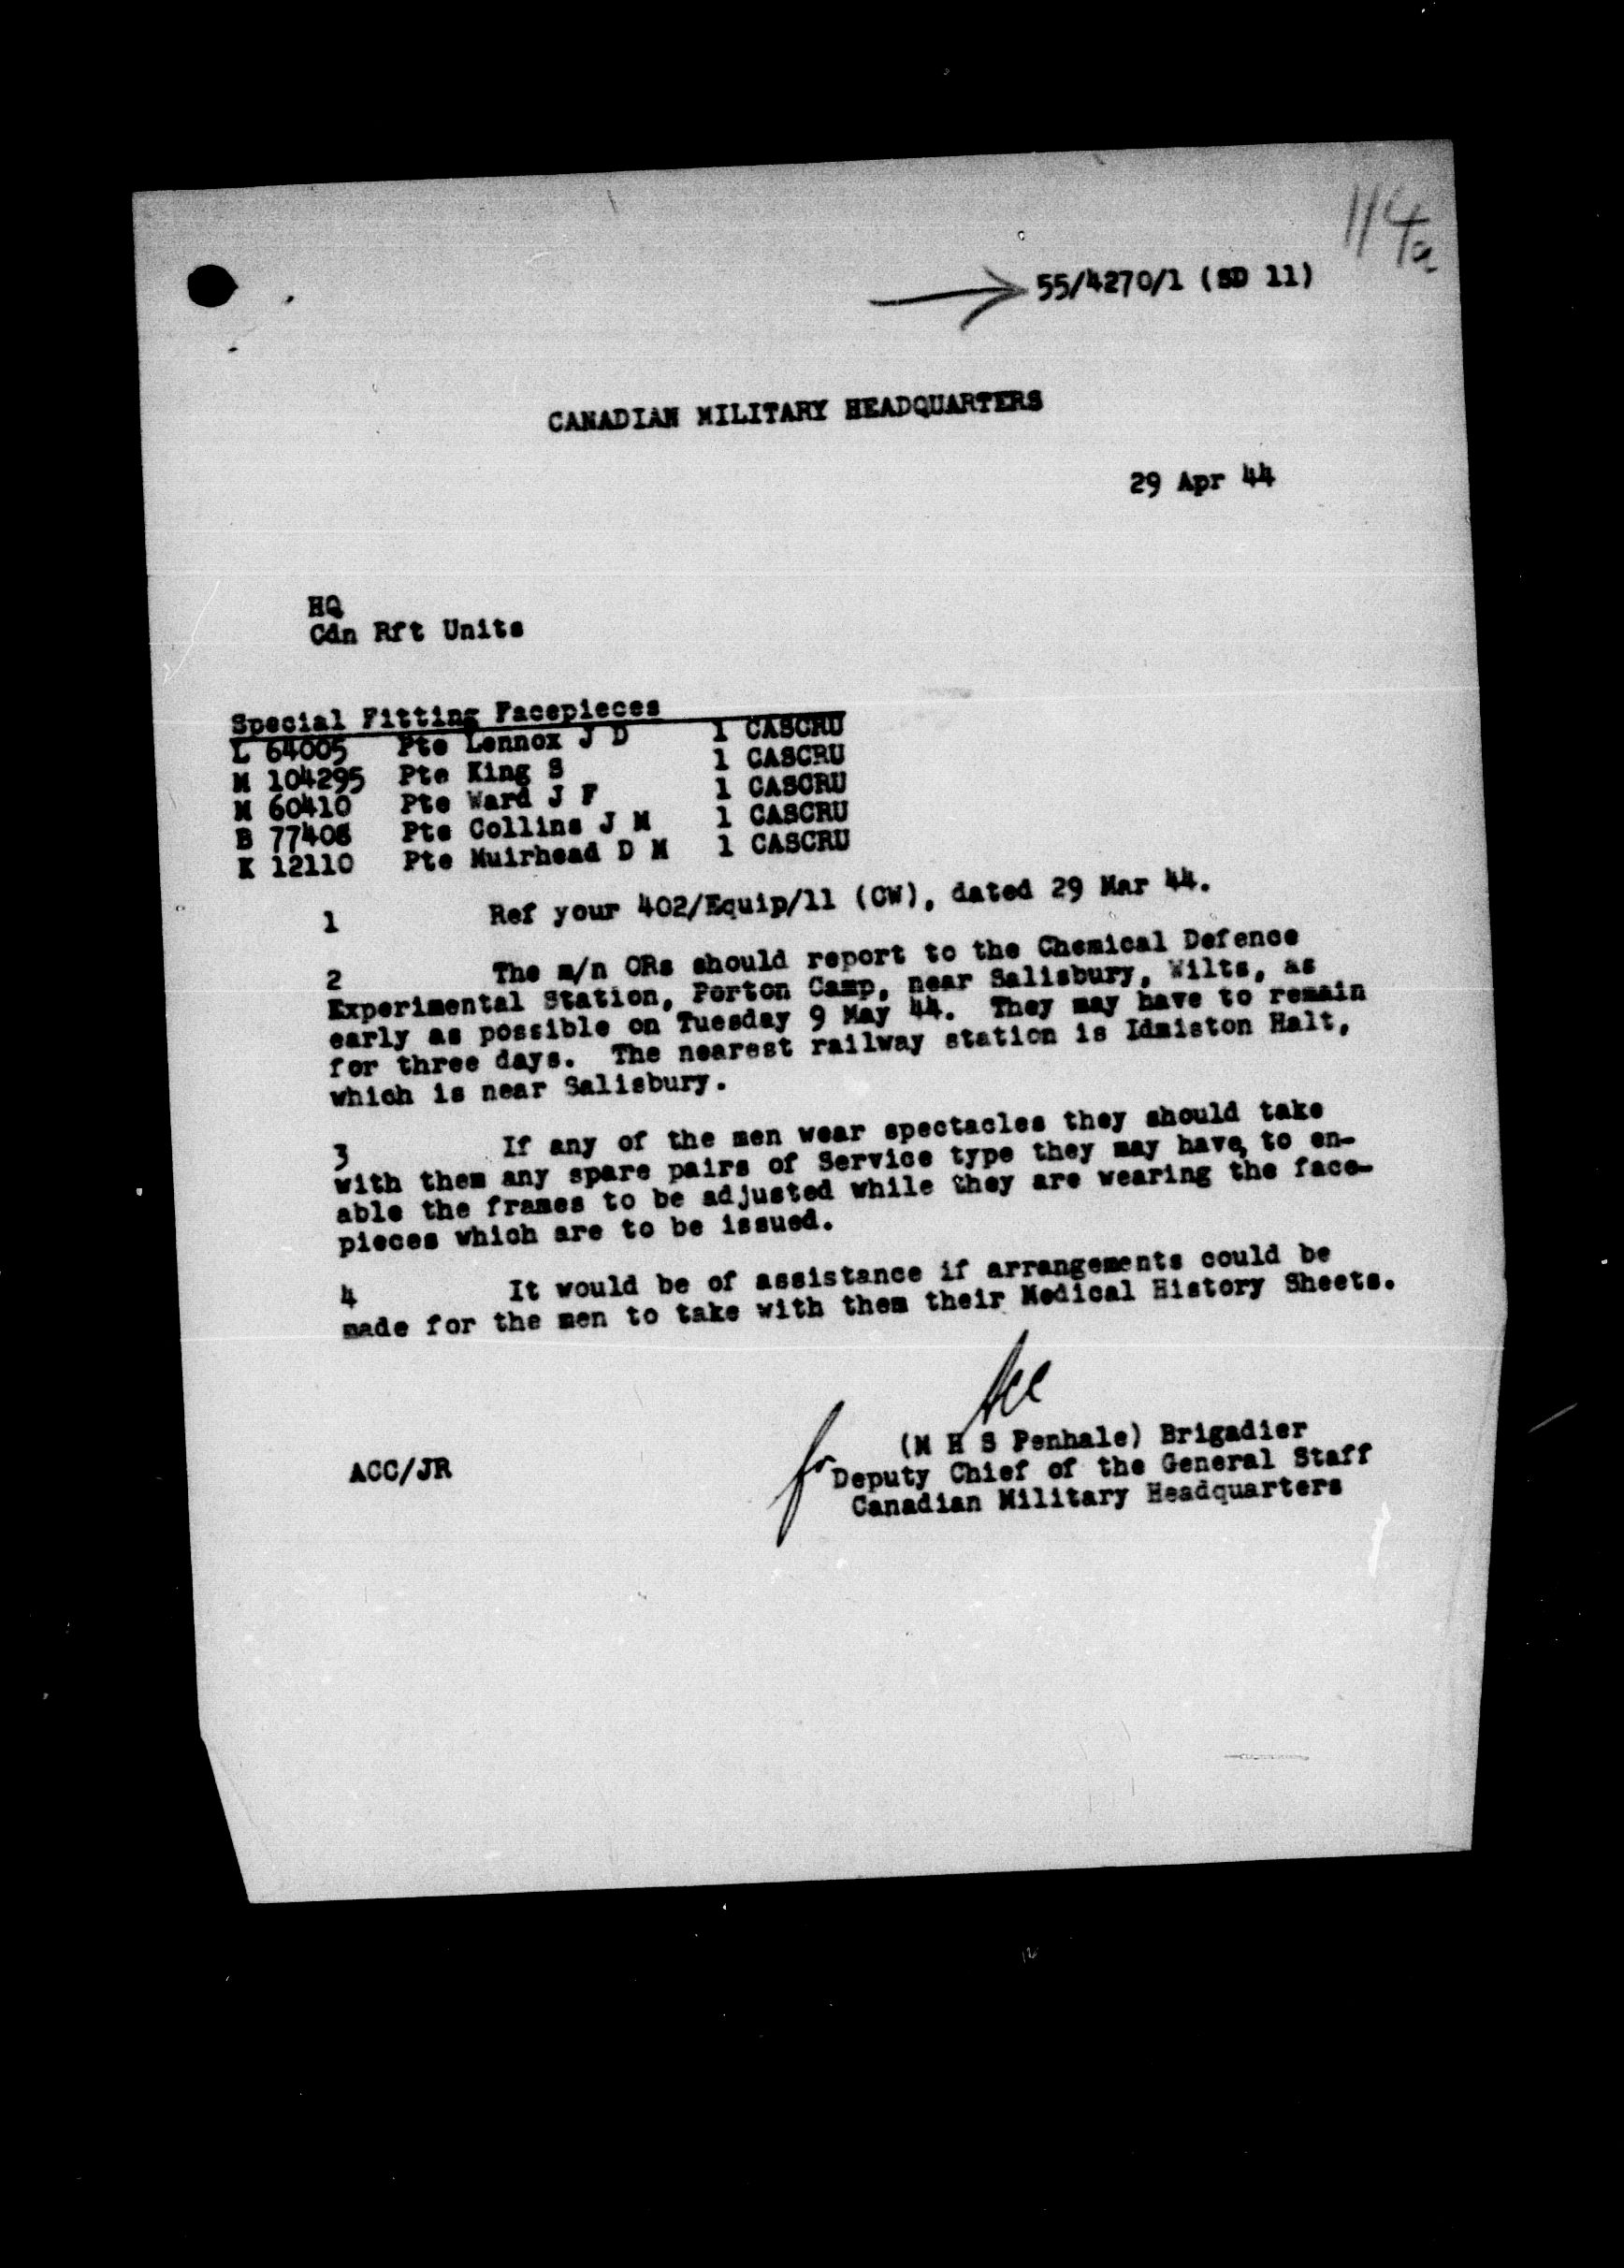 114a
55/4270/1 (SD 11)
CANADIAN MILITARY HEADQUARTERS
29 Apr 44
HQ
Cdn Rft Units
Special Fitting Facepieces
L 64005 Pte Lennox J D 1 CASCRU
M 104295 Pte King S 1 CASCRU
M 60410 Pte Ward J F 1 CASCRU
B 77408 Pte Collins J M 1 CASCRU
K 12110 Pte Muirhead D M 1 CASCRU
1 Ref your 402/Equip/11 (CW), dated 29 Mar 44.
2 The m/n ORs should report to the Chemical Defence
Experimental Station, Porton Camp, near Salisbury, Wilts, as
early as possible on Tuesday 9 May 44. They may have to remain
for three days. The nearest railway station is Idmiston Halt,
which is near Salisbury.
3 If any of the men wear spectacles they should take
with them any spare pairs of Service type they may have, to en-
able the frames to be adjusted while they are wearing the face-
pieces which are to be issued.
4 It would be of assistance if arrangements could be
made for the men to take with them their Medical History Sheets.
ACC/JR
for
(M H S Penhale) Brigadier
Deputy Chief of the General Staff
Canadian Military Headquarters